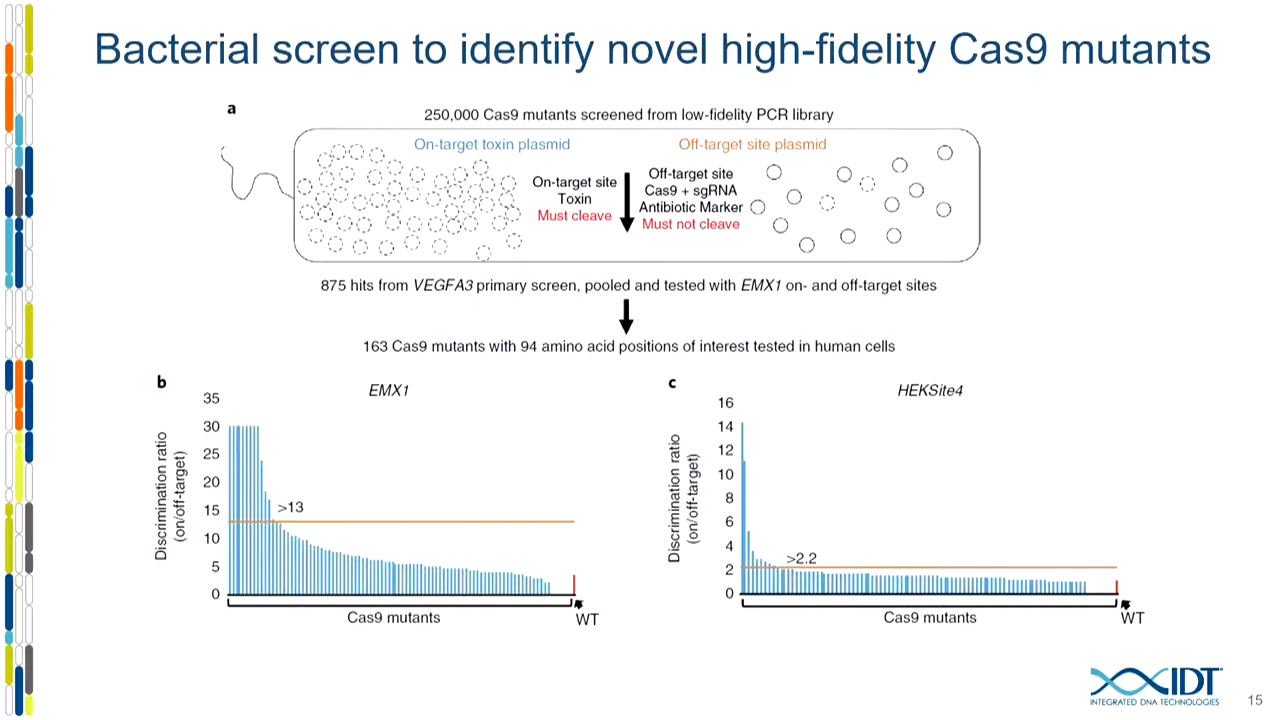 Bacterial screen to identify novel high-fidelity Cas9 mutants
a
250,000 Cas9 mutants screened from low-fidelity PCR library
On-target toxin plasmid
Off-target site plasmid
On-target site
Toxin
Must cleave
Off-target site
Cas9 + sgRNA
Antibiotic Marker
Must not cleave
875 hits from VEGFA3 primary screen, pooled and tested with EMX1 on- and off-target sites
163 Cas9 mutants with 94 amino acid positions of interest tested in human cells
b
EMX1
Discrimination ratio
(on/off-target)
35
30
25
20
15
10
5
0
>13
Cas9 mutants
WT
c
HEKSite4
Discrimination ratio
(on/off-target)
16
14
12
10
8
6
4
2
0
>2.2
Cas9 mutants
WT
IDT
INTEGRATED DNA TECHNOLOGIES
15